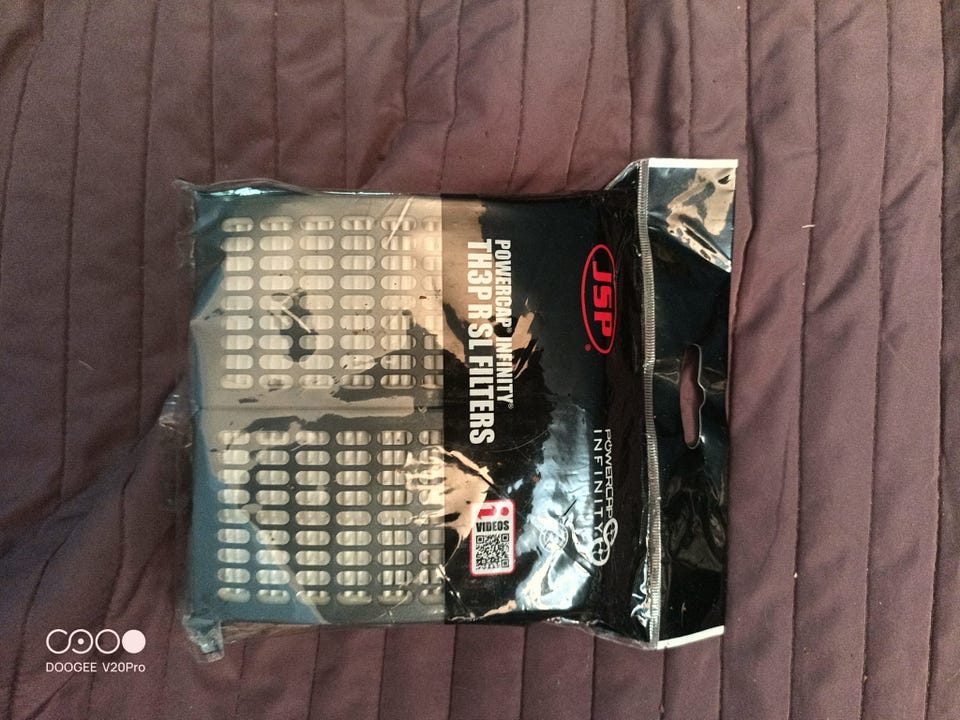 JSP®
POWERCAP
INFINITY
POWERCAP® INFINITY®
TH3P R SL FILTERS
i
VIDEOS
DOOGEE V20Pro